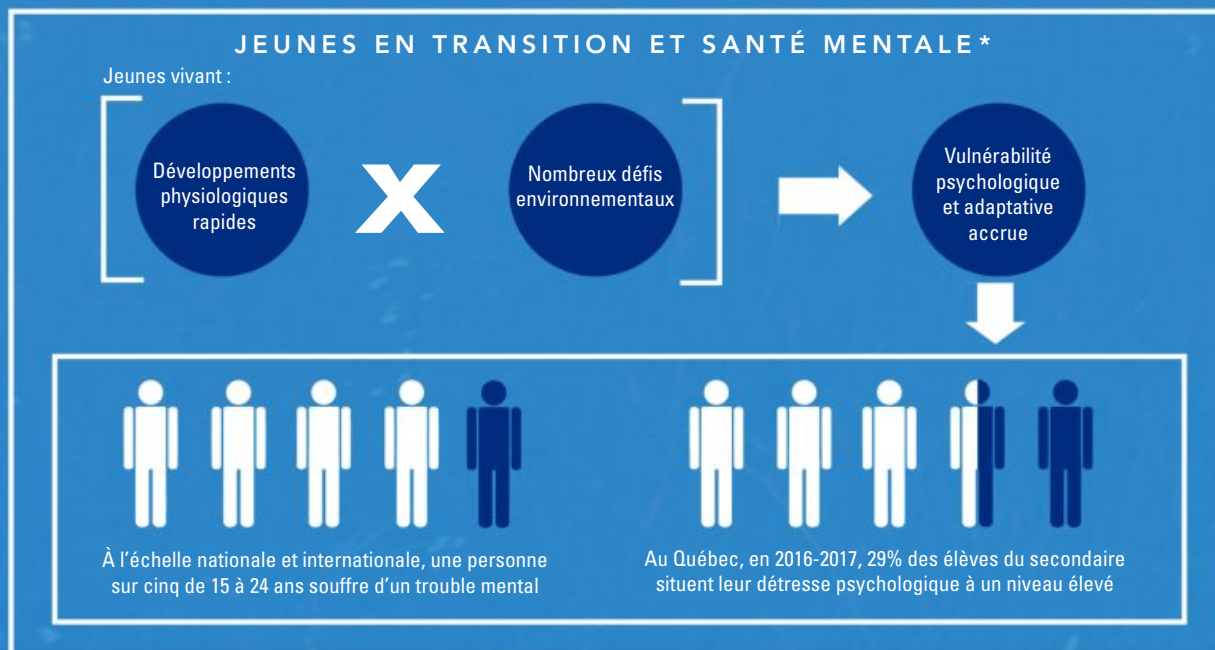 JEUNES EN TRANSITION ET SANTÉ MENTALE*
Jeunes vivant :
Développements
physiologiques
rapides
X
Nombreux défis
environnementaux
Vulnérabilité
psychologique
et adaptative
accrue
À l'échelle nationale et internationale, une personne
sur cinq de 15 à 24 ans souffre d'un trouble mental
Au Québec, en 2016-2017, 29% des élèves du secondaire
situent leur détresse psychologique à un niveau élevé